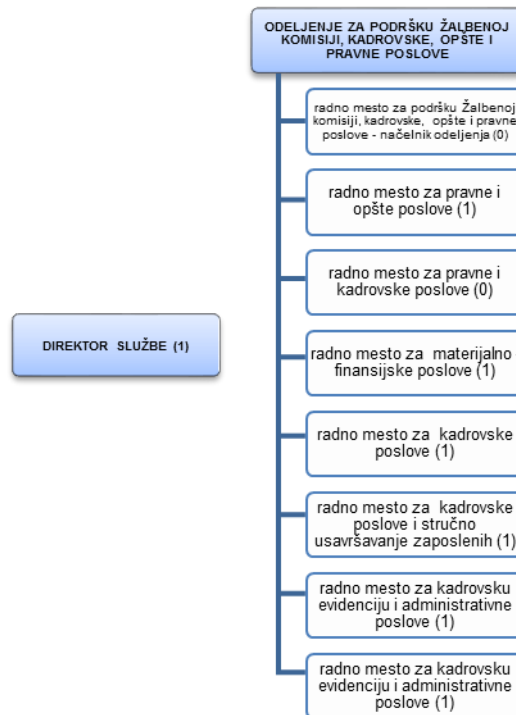 ODELJENJE ZA PODRŠKU ŽALBENOJ
KOMISIJI, KADROVSKE, OPŠTE I
PRAVNE POSLOVE
radno mesto za podršku Žalbenoj
komisiji, kadrovske, opšte i pravne
poslove - načelnik odeljenja (0)
radno mesto za pravne i
opšte poslove (1)
radno mesto za pravne i
kadrovske poslove (0)
DIREKTOR SLUŽBE (1)
radno mesto za materijalno
finansijske poslove (1)
radno mesto za kadrovske
poslove (1)
radno mesto za kadrovske
poslove i stručno
usavršavanje zaposlenih (1)
radno mesto za kadrovsku
evidenciju i administrativne
poslove (1)
radno mesto za kadrovsku
evidenciju i administrativne
poslove (1)